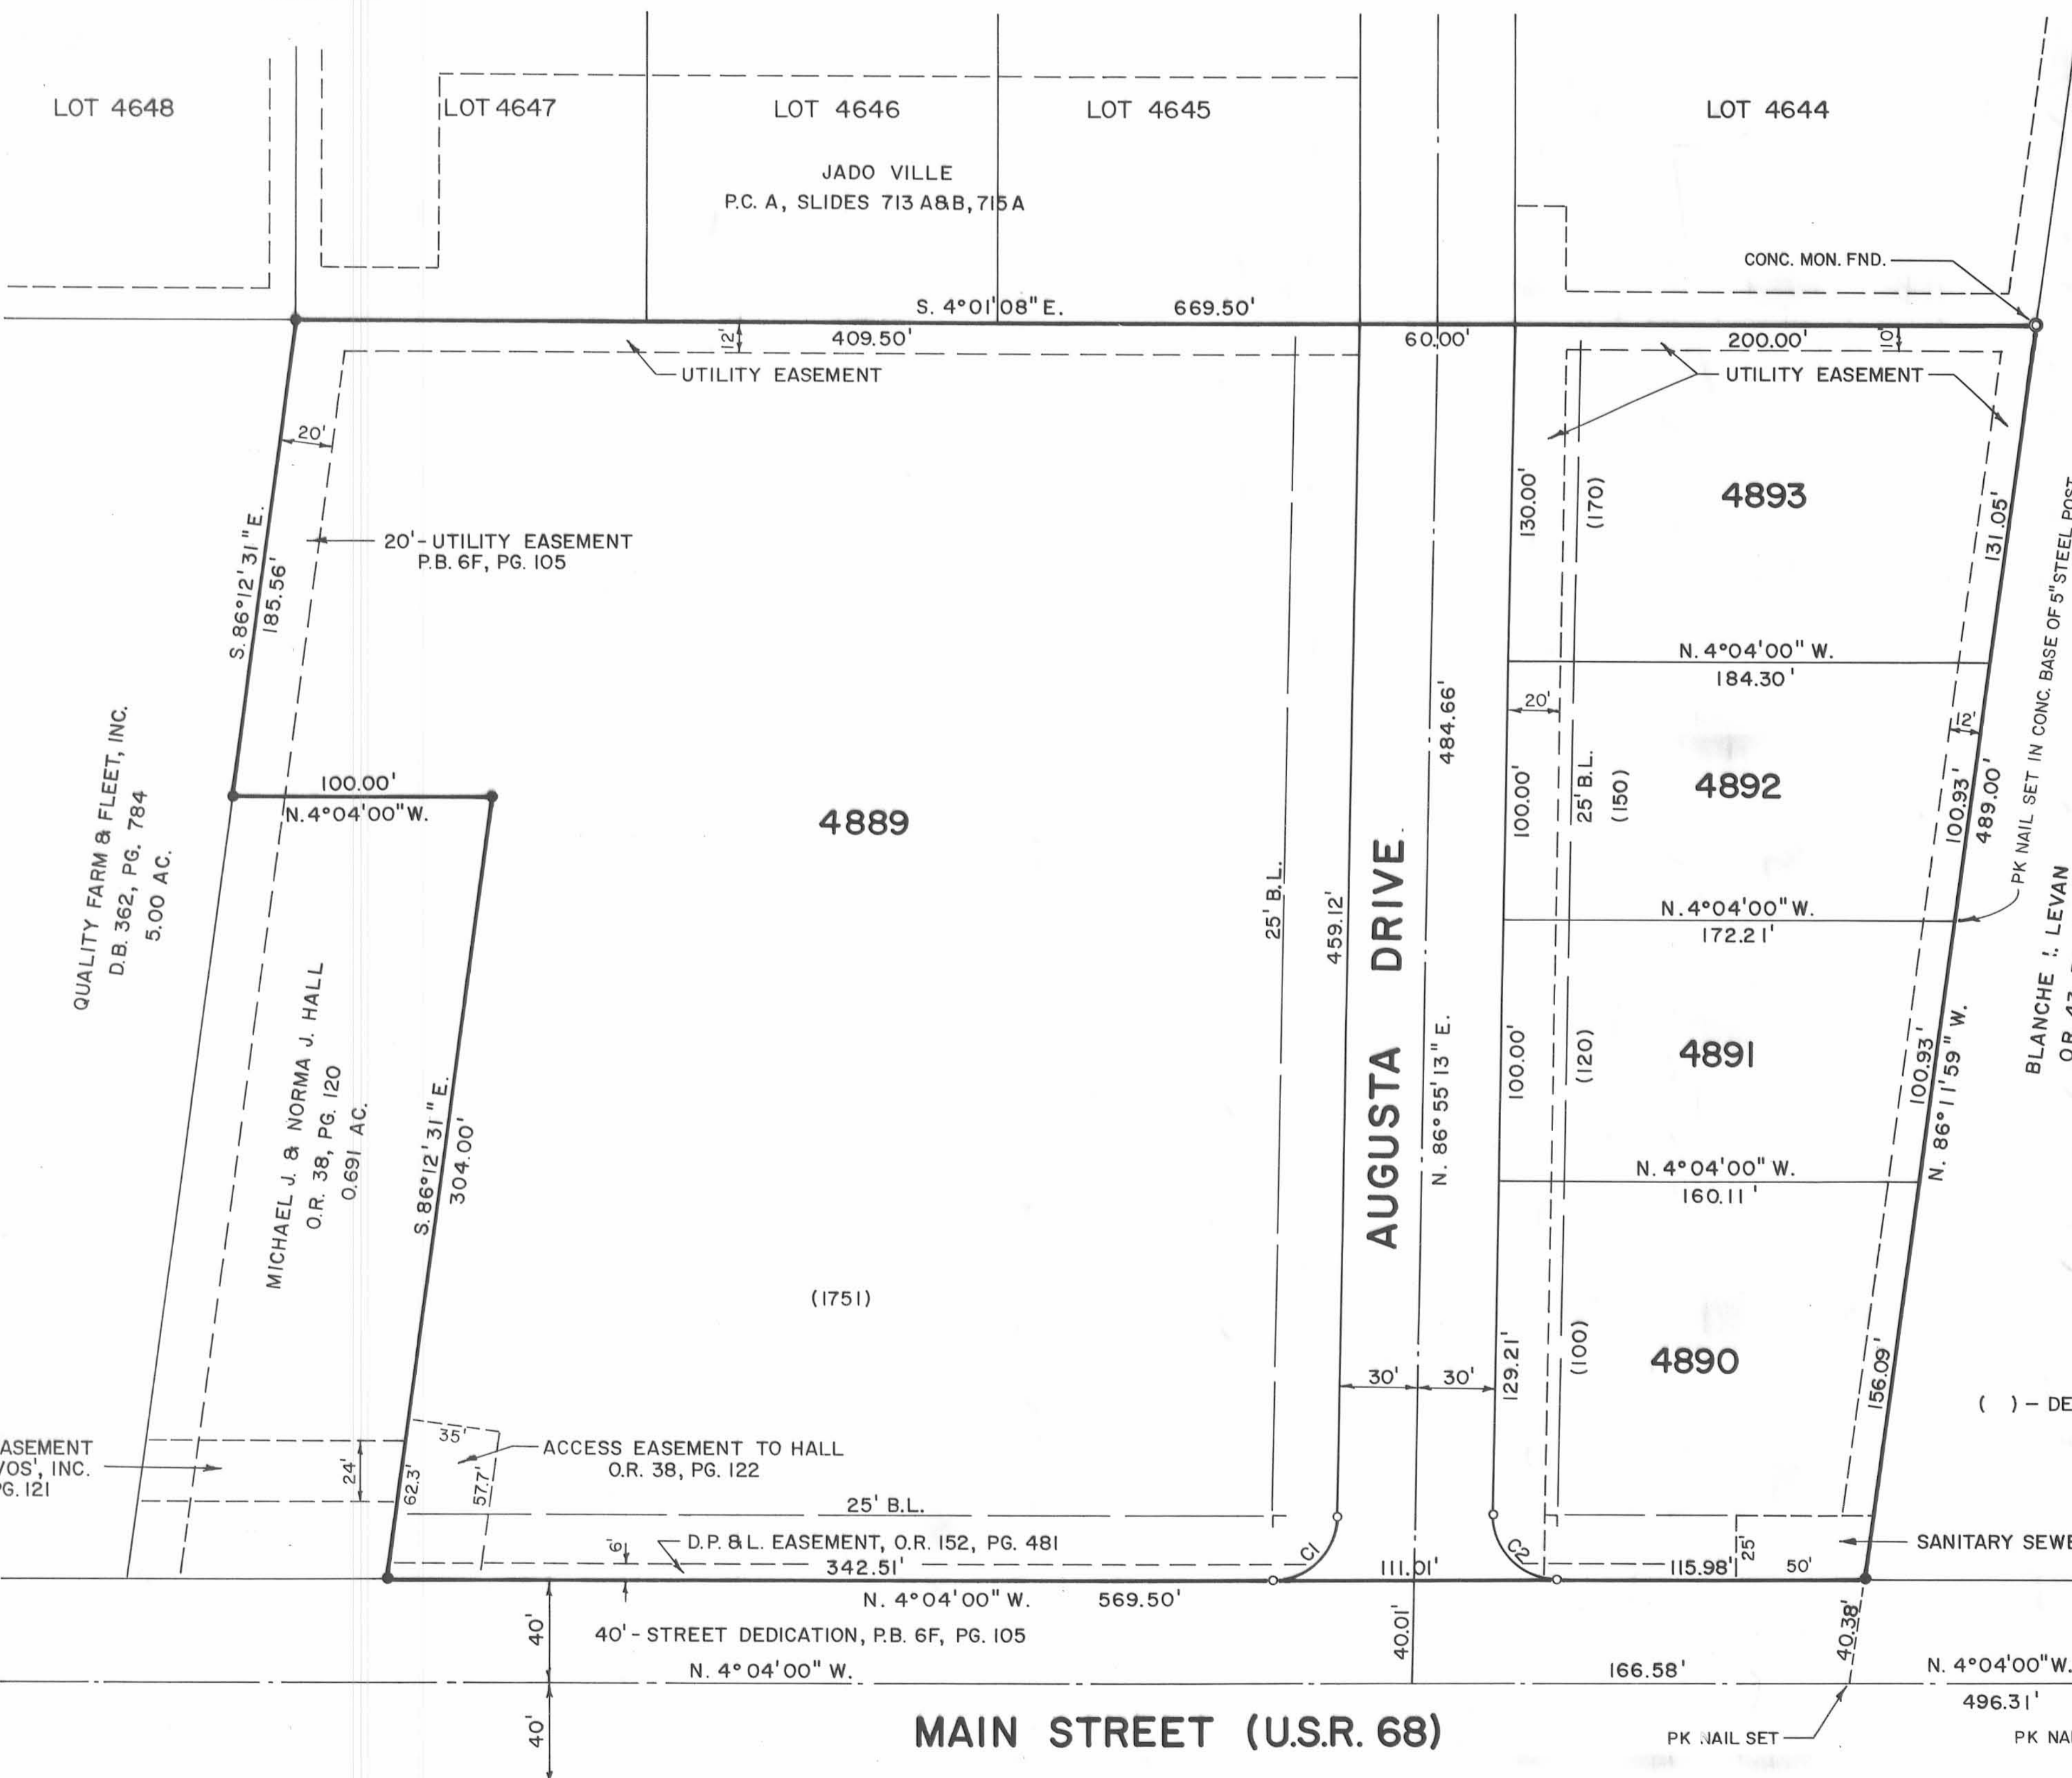 LOT 4648
LOT 4647
LOT 4646
LOT 4645
LOT 4644
JADO VILLE
P.C. A, SLIDES 713 A&B, 715 A
CONC. MON. FND.
S. 4°01'08" E. 669.50'
12'
409.50'
60.00'
200.00'
10'
UTILITY EASEMENT
UTILITY EASEMENT
20'
S. 86°12'31" E.
185.56'
20'- UTILITY EASEMENT
P.B. 6F, PG. 105
130.00'
(170)
4893
131.05'
N. 4°04'00" W.
184.30'
PK NAIL SET IN CONC. BASE OF 5" STEEL POST
100.00'
N. 4°04'00" W.
4889
484.66'
20'
100.00'
25' B.L.
(150)
4892
12'
100.93'
489.00'
QUALITY FARM & FLEET, INC.
D.B. 362, PG. 784
5.00 AC.
25' B.L.
459.12'
N. 4°04'00" W.
172.21'
BLANCHE LEVAN
MICHAEL J. & NORMA J. HALL
O.R. 38, PG. 120
0.691 AC.
S. 86°12'31" E.
304.00'
AUGUSTA DRIVE
N. 86°55'13" E.
100.00'
(120)
4891
100.93'
N. 86°11'59" W.
N. 4°04'00" W.
160.11'
(1751)
30'
30'
129.21'
(100)
4890
156.09'
( ) - DE
35'
ASEMENT
VOS', INC.
PG. 121
24'
62.3'
57.7'
ACCESS EASEMENT TO HALL
O.R. 38, PG. 122
25' B.L.
6'
D.P. & L. EASEMENT, O.R. 152, PG. 481
342.51'
C1
111.01'
C2
115.98'
25'
50'
SANITARY SEWE
N. 4°04'00" W. 569.50'
40'
40'- STREET DEDICATION, P.B. 6F, PG. 105
40.01'
40.38'
N. 4°04'00" W.
166.58'
N. 4°04'00" W.
496.31'
40'
MAIN STREET (U.S.R. 68)
PK NAIL SET
PK NAI